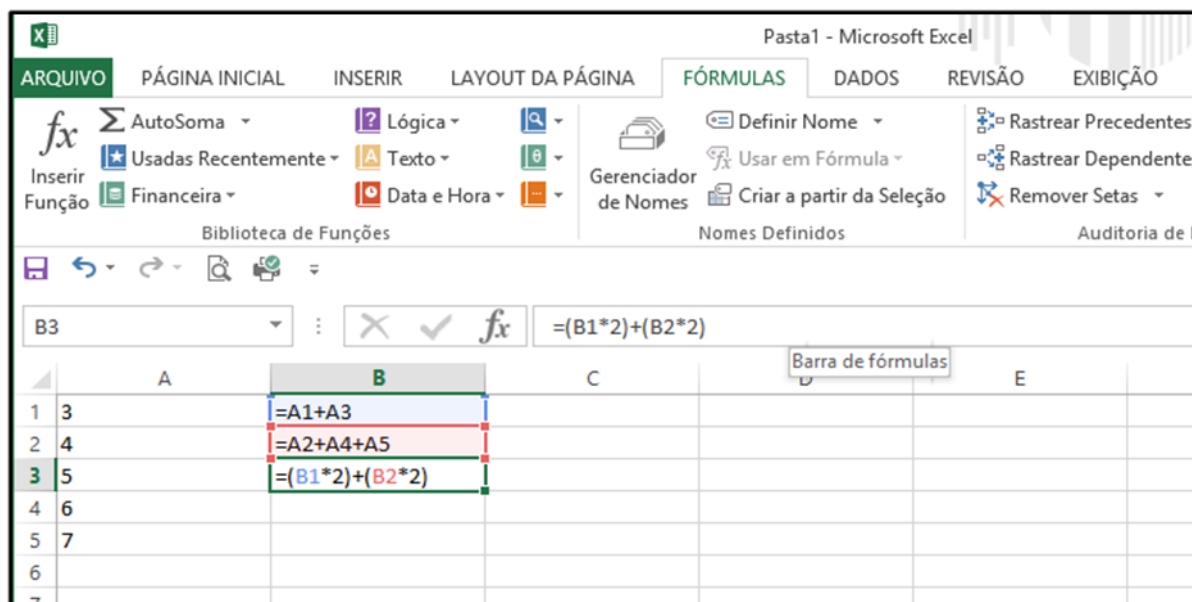 Pasta1 - Microsoft Excel
ARQUIVO PÁGINA INICIAL INSERIR LAYOUT DA PÁGINA FÓRMULAS DADOS REVISÃO EXIBIÇÃO
fx Inserir Função
AutoSoma
Usadas Recentemente
Financeira
Lógica
Texto
Data e Hora
Biblioteca de Funções
Gerenciador de Nomes
Definir Nome
Usar em Fórmula
Criar a partir da Seleção
Nomes Definidos
Rastrear Precedentes
Rastrear Dependente
Remover Setas
Auditoria de
B3 fx =(B1*2)+(B2*2)
Barra de fórmulas
A B C D E
1 3 =A1+A3
2 4 =A2+A4+A5
3 5 =(B1*2)+(B2*2)
4 6
5 7
6
7